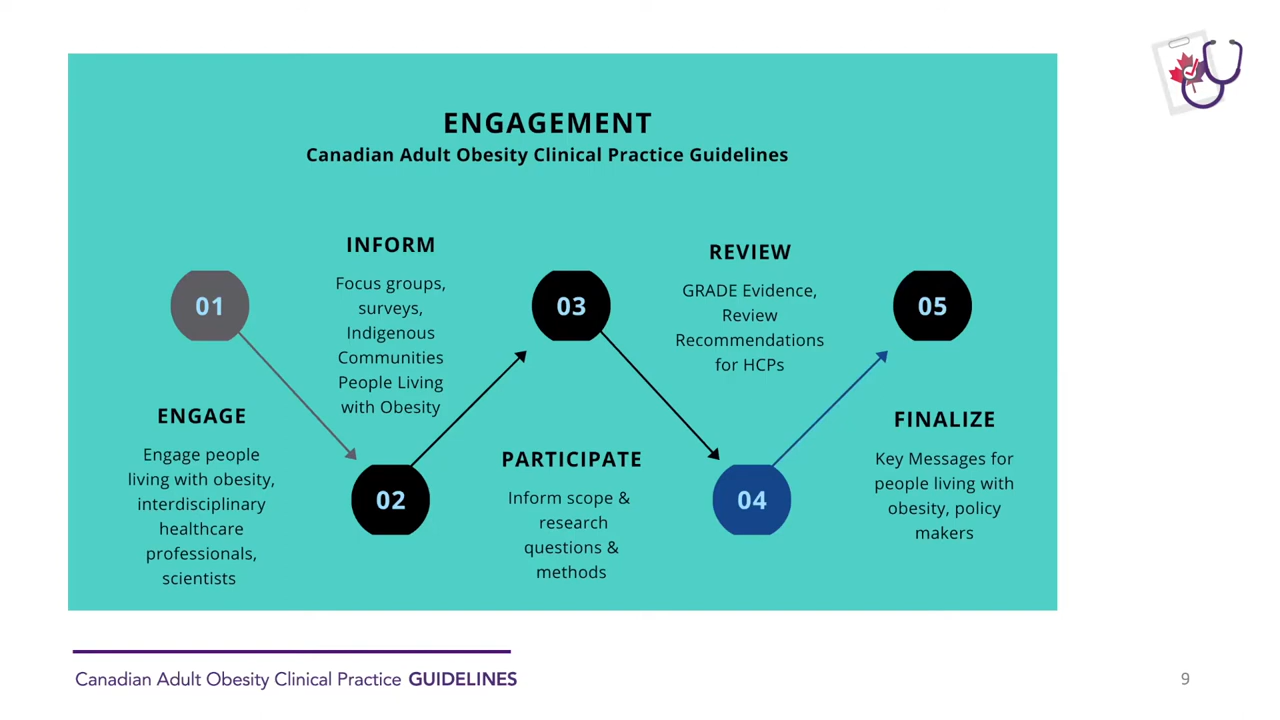 ENGAGEMENT
Canadian Adult Obesity Clinical Practice Guidelines
01
ENGAGE
Engage people
living with obesity,
interdisciplinary
healthcare
professionals,
scientists
INFORM
Focus groups,
surveys,
Indigenous
Communities
People Living
with Obesity
02
03
PARTICIPATE
Inform scope &
research
questions &
methods
REVIEW
GRADE Evidence,
Review
Recommendations
for HCPs
04
05
FINALIZE
Key Messages for
people living with
obesity, policy
makers
Canadian Adult Obesity Clinical Practice GUIDELINES
9